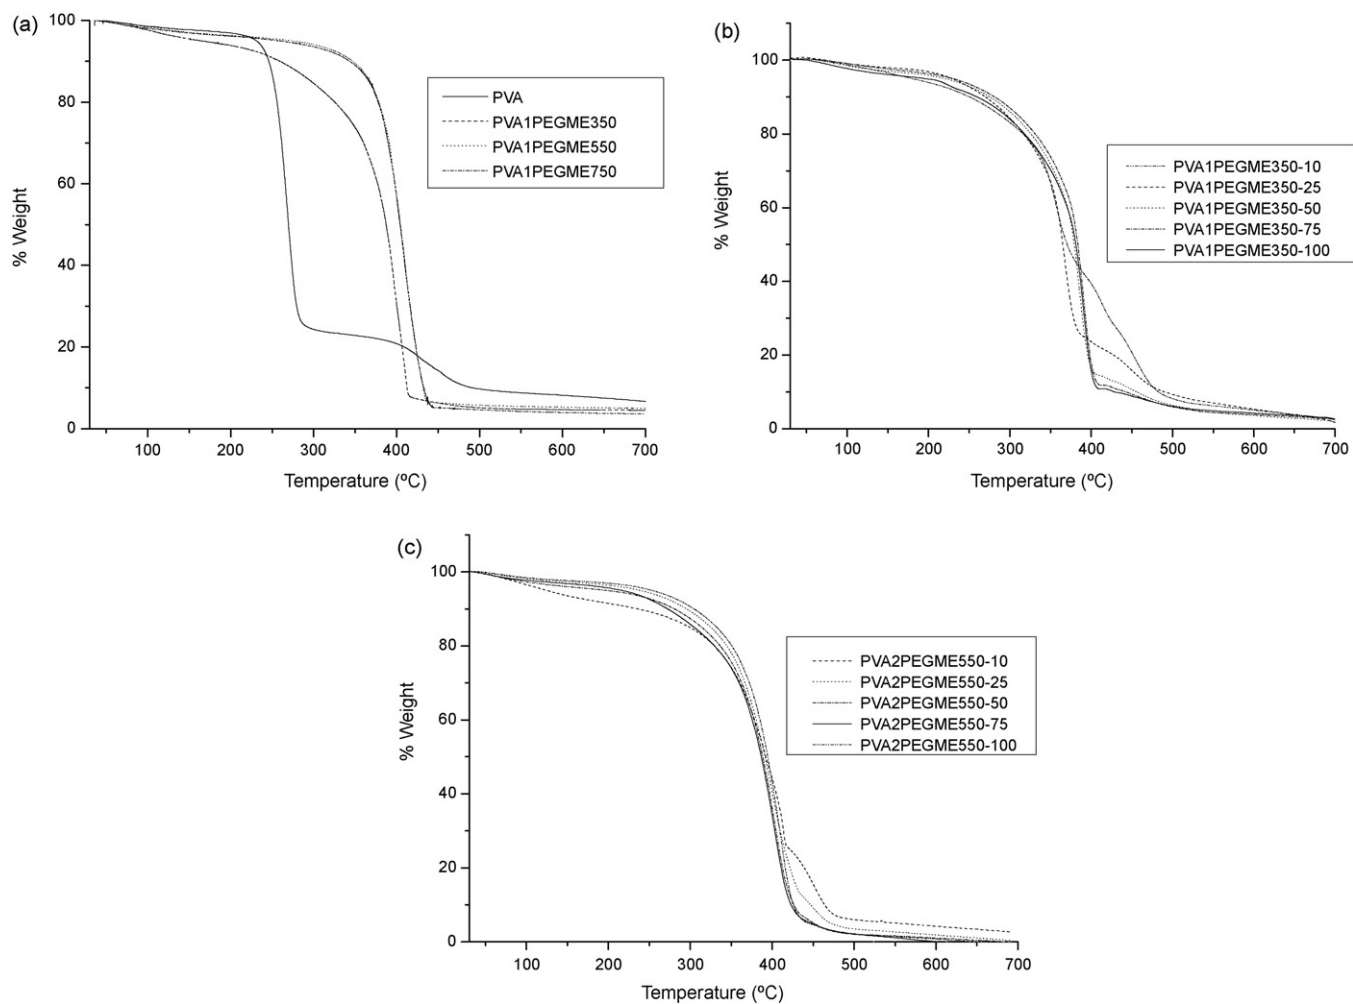 (a)
100
80
60
40
20
0
% Weight
100 200 300 400 500 600 700
Temperature (ºC)
PVA
PVA1PEGME350
PVA1PEGME550
PVA1PEGME750
(b)
100
80
60
40
20
0
% Weight
100 200 300 400 500 600 700
Temperature (ºC)
PVA1PEGME350-10
PVA1PEGME350-25
PVA1PEGME350-50
PVA1PEGME350-75
PVA1PEGME350-100
(c)
100
80
60
40
20
0
% Weight
100 200 300 400 500 600 700
Temperature (ºC)
PVA2PEGME550-10
PVA2PEGME550-25
PVA2PEGME550-50
PVA2PEGME550-75
PVA2PEGME550-100